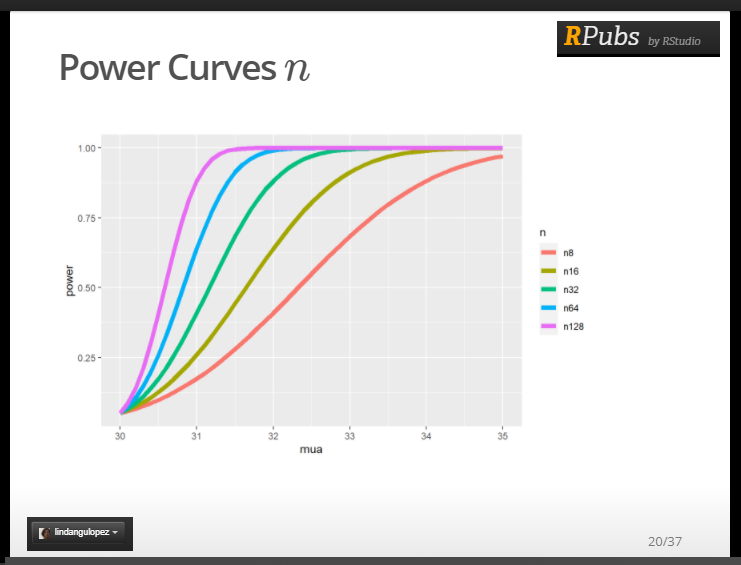 RPubs by RStudio
Power Curves n
1.00
0.75
0.50
0.25
power
30 31 32 33 34 35
mua
n
n8
n16
n32
n64
n128
lindangulopez
20/37